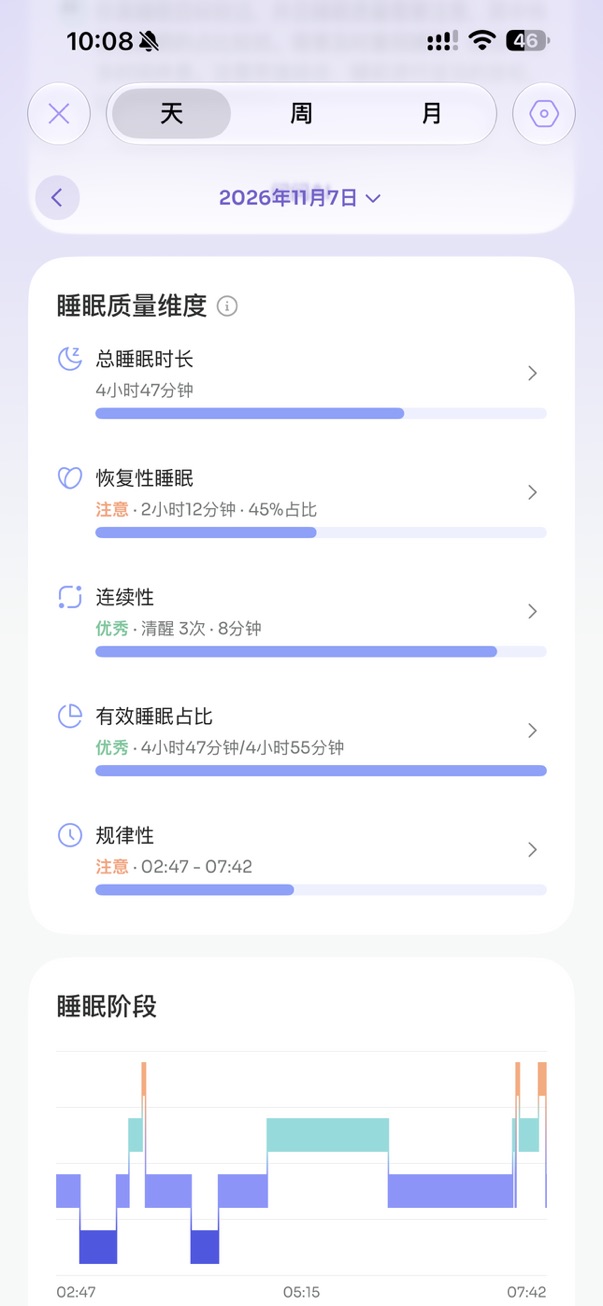 10:08
46
天 周 月
2026年11月7日
睡眠质量维度
总睡眠时长
4小时47分钟
恢复性睡眠
注意 · 2小时12分钟 · 45%占比
连续性
优秀 · 清醒 3次 · 8分钟
有效睡眠占比
优秀 · 4小时47分钟/4小时55分钟
规律性
注意 · 02:47 - 07:42
睡眠阶段
02:47 05:15 07:42